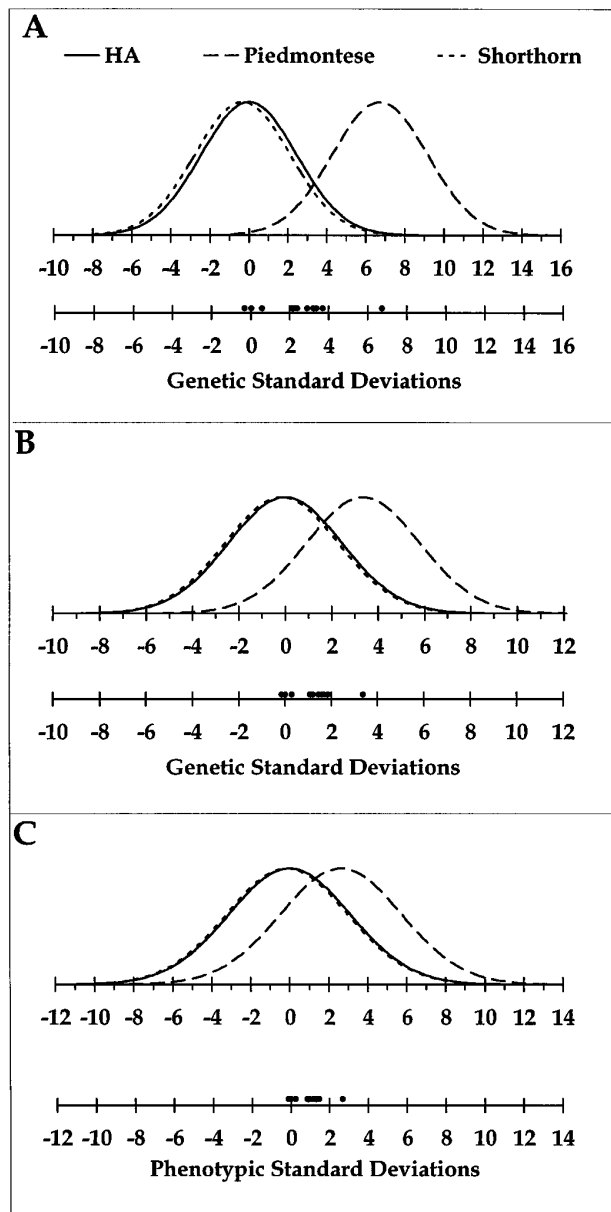 A
HA Piedmontese Shorthorn
-10 -8 -6 -4 -2 0 2 4 6 8 10 12 14 16
-10 -8 -6 -4 -2 0 2 4 6 8 10 12 14 16
Genetic Standard Deviations
B
-10 -8 -6 -4 -2 0 2 4 6 8 10 12
-10 -8 -6 -4 -2 0 2 4 6 8 10 12
Genetic Standard Deviations
C
-12 -10 -8 -6 -4 -2 0 2 4 6 8 10 12 14
-12 -10 -8 -6 -4 -2 0 2 4 6 8 10 12 14
Phenotypic Standard Deviations